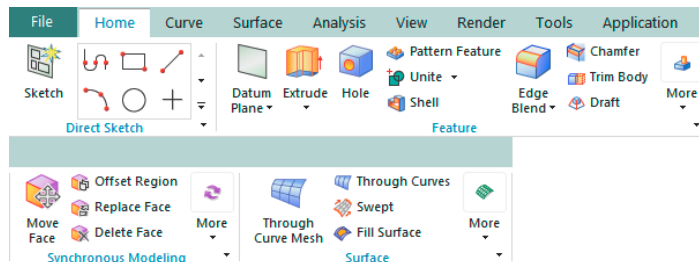 File Home Curve Surface Analysis View Render Tools Application
Sketch
Direct Sketch
Datum Plane
Extrude
Hole
Pattern Feature
Unite
Shell
Edge Blend
Chamfer
Trim Body
Draft
More
Feature
Move Face
Offset Region
Replace Face
Delete Face
More
Synchronous Modeling
Through Curve Mesh
Through Curves
Swept
Fill Surface
More
Surface